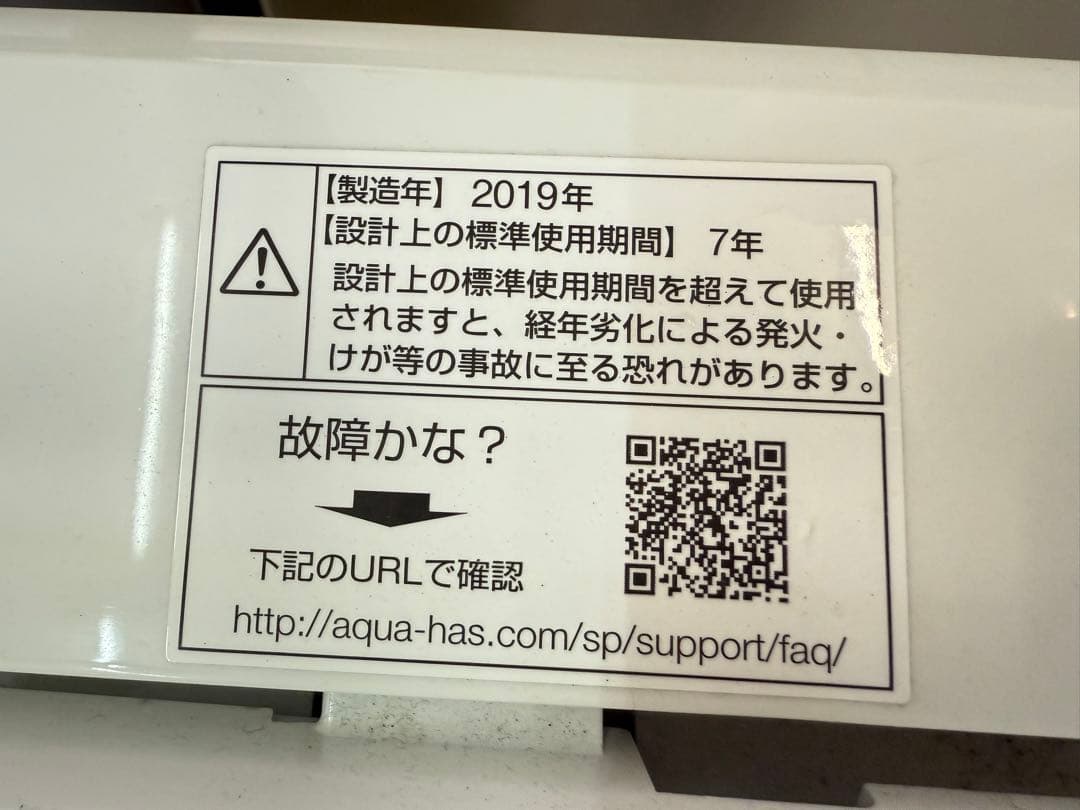 【製造年】 2019年
【設計上の標準使用期間】 7年
設計上の標準使用期間を超えて使用
されますと、経年劣化による発火・
けが等の事故に至る恐れがあります。
故障かな？
下記のURLで確認
http://aqua-has.com/sp/support/faq/